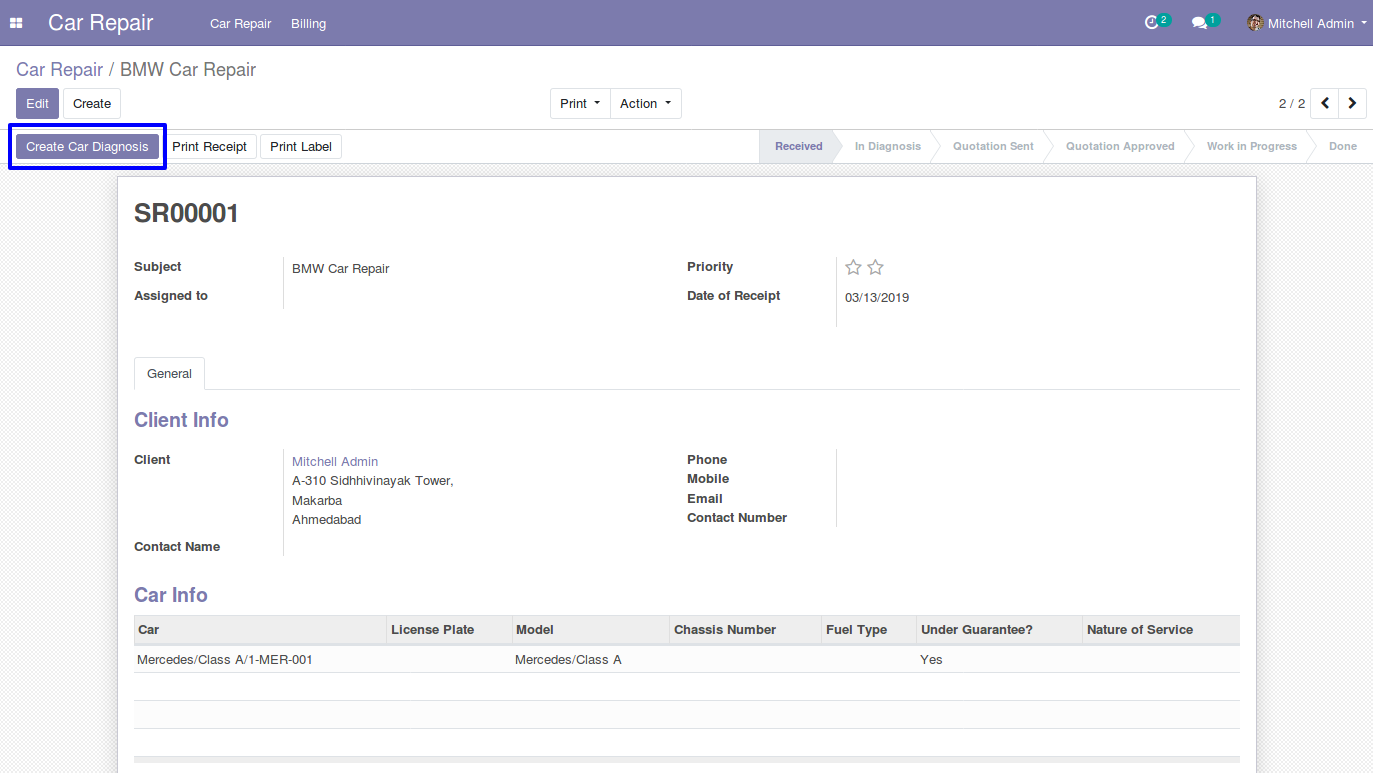 Car Repair Car Repair Billing 2 1 Mitchell Admin
Car Repair / BMW Car Repair
Edit Create Print Action 2 / 2
Create Car Diagnosis Print Receipt Print Label Received In Diagnosis Quotation Sent Quotation Approved Work in Progress Done
SR00001
Subject BMW Car Repair Priority
Assigned to Date of Receipt 03/13/2019
General
Client Info
Client Mitchell Admin Phone
A-310 Sidhhivinayak Tower, Mobile
Makarba Email
Ahmedabad Contact Number
Contact Name
Car Info
Car License Plate Model Chassis Number Fuel Type Under Guarantee? Nature of Service
Mercedes/Class A/1-MER-001 Mercedes/Class A Yes